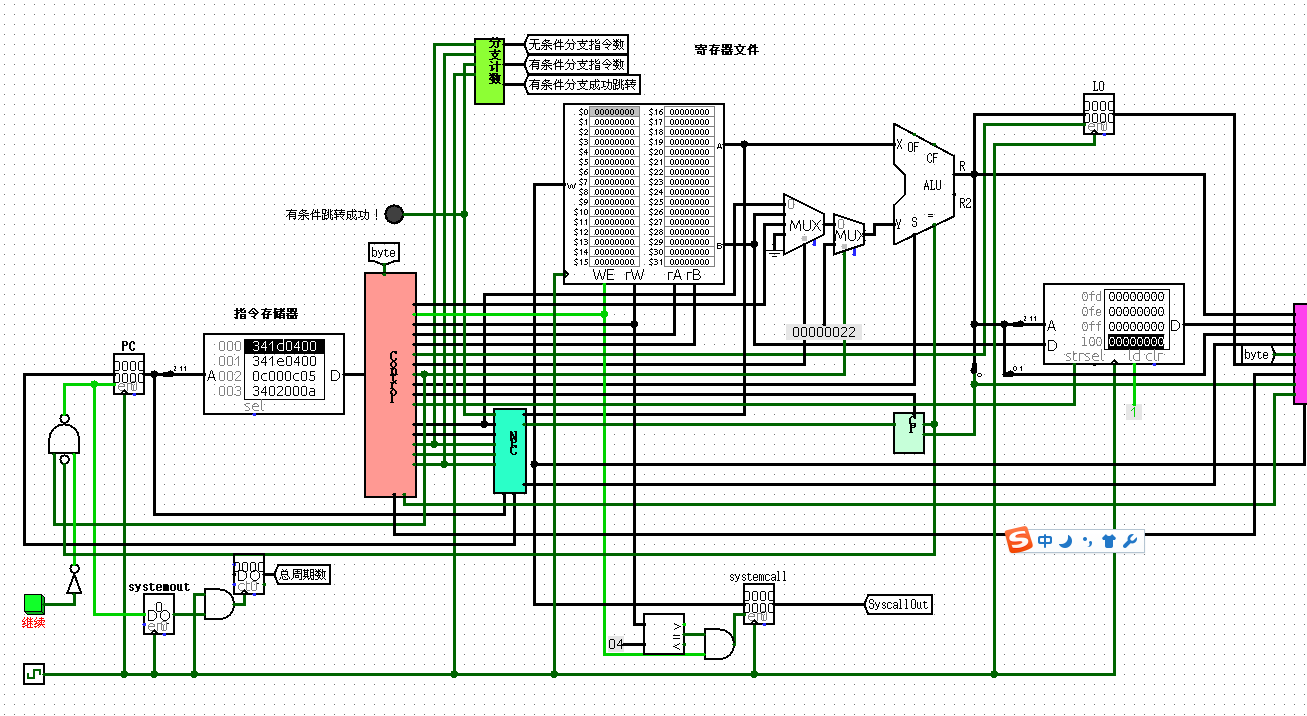 无条件分支指令数
有条件分支指令数
有条件分支成功跳转
分支计数
寄存器文件
LO
$0 00000000 $16 00000000
$1 00000000 $17 00000000
$2 00000000 $18 00000000
$3 00000000 $19 00000000
$4 00000000 $20 00000000
$5 00000000 $21 00000000
$6 00000000 $22 00000000
$7 00000000 $23 00000000
$8 00000000 $24 00000000
$9 00000000 $25 00000000
$10 00000000 $26 00000000
$11 00000000 $27 00000000
$12 00000000 $28 00000000
$13 00000000 $29 00000000
$14 00000000 $30 00000000
$15 00000000 $31 00000000
W
A
B
WE rW rA rB
X OF CF
ALU
R
R2
Y S =
0
MUX
0
MUX
有条件跳转成功！
byte
指令存储器
000 341d0400
001 341e0400
002 0c000c05
003 3402000a
A
D
sel
PC
00000022
0fd 00000000
0fe 00000000
0ff 00000000
100 00000000
A
D
D
strsel ld clr
byte
1
NPC
中
总周期数
systemout
继续
systemcall
SyscallOut
04
>
=
<